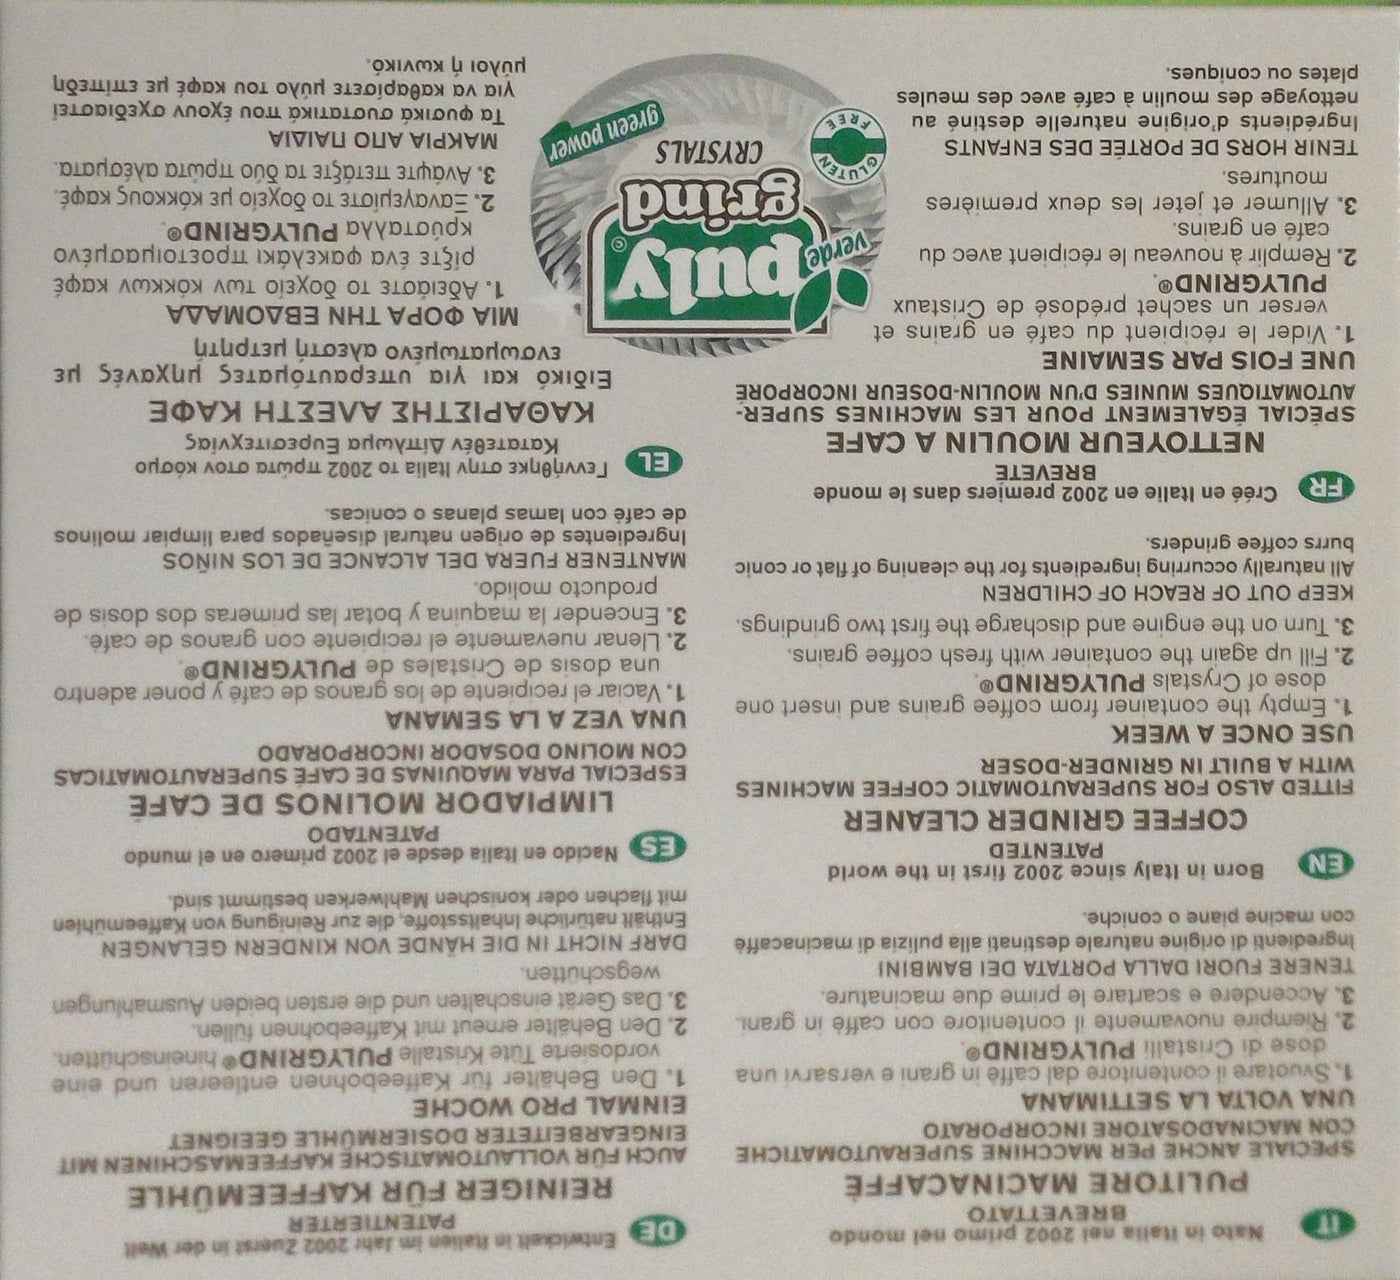 IT
Nato in Italia nel 2002 primo nel mondo
BREVETTATO
PULITORE MACINACAFFÈ
SPECIALE ANCHE PER MACCHINE SUPERAUTOMATICHE
CON MACINADOSATORE INCORPORATO
UNA VOLTA LA SETTIMANA
1. Svuotare il contenitore dal caffè in grani e versarvi una
dose di Cristalli PULYGRIND®.
2. Riempire nuovamente il contenitore con caffè in grani.
3. Accendere e scartare le prime due macinature.
TENERE FUORI DALLA PORTATA DEI BAMBINI
Ingredienti di origine naturale destinati alla pulizia di macinacaffè
con macine piane o coniche.
EN
Born in Italy since 2002 first in the world
PATENTED
COFFEE GRINDER CLEANER
FITTED ALSO FOR SUPERAUTOMATIC COFFEE MACHINES
WITH A BUILT IN GRINDER-DOSER
USE ONCE A WEEK
1. Empty the container from coffee grains and insert one
dose of Crystals PULYGRIND®.
2. Fill up again the container with fresh coffee grains.
3. Turn on the engine and discharge the first two grindings.
KEEP OUT OF REACH OF CHILDREN
All naturally occurring ingredients for the cleaning of flat or conic
burrs coffee grinders.
FR
Créé en Italie en 2002 premiers dans le monde
BREVETE
NETTOYEUR MOULIN A CAFE
SPÉCIAL ÉGALEMENT POUR LES MACHINES SUPER-
AUTOMATIQUES MUNIES D'UN MOULIN-DOSEUR INCORPORÉ
UNE FOIS PAR SEMAINE
1. Vider le récipient du café en grains et
verser un sachet prédosé de Cristaux
PULYGRIND®.
2. Remplir à nouveau le récipient avec du
café en grains.
3. Allumer et jeter les deux premières
moutures.
TENIR HORS DE PORTÉE DES ENFANTS
Ingrédients d'origine naturelle destiné au
nettoyage des moulin à café avec des meules
plates ou coniques.
DE
Entwickelt in Italien im Jahr 2002 Zuerst in der Welt
PATENTIERTER
REINIGER FÜR KAFFEEMÜHLE
AUCH FÜR VOLLAUTOMATISCHE KAFFEEMASCHINEN MIT
EINGEARBEITETER DOSIERMÜHLE GEEIGNET
EINMAL PRO WOCHE
1. Den Behälter für Kaffeebohnen entleeren und eine
vordosierte Tüte Kristalle PULYGRIND® hineinschütten.
2. Den Behälter erneut mit Kaffeebohnen füllen.
3. Das Gerät einschalten und die ersten beiden Ausmahlungen
wegschütten.
DARF NICHT IN DIE HÄNDE VON KINDERN GELANGEN
Enthält natürliche Inhaltsstoffe, die zur Reinigung von Kaffeemühlen
mit flachen oder konischen Mahlwerken bestimmt sind.
ES
Nacido en Italia desde el 2002 primero en el mundo
PATENTADO
LIMPIADOR MOLINOS DE CAFÉ
ESPECIAL PARA MAQUINAS DE CAFÉ SUPERAUTOMATICAS
CON MOLINO DOSADOR INCORPORADO
UNA VEZ A LA SEMANA
1. Vaciar el recipiente de los granos de café y poner adentro
una dosis de Cristales de PULYGRIND®.
2. Llenar nuevamente el recipiente con granos de café.
3. Encender la maquina y botar las primeras dos dosis de
producto molido.
MANTENER FUERA DEL ALCANCE DE LOS NIÑOS
Ingredientes de origen natural diseñados para limpiar molinos
de café con lamas planas o conicas.
EL
Γεννήθηκε στην Italia το 2002 πρώτα στον κόσμο
Κατατεθέν Δίπλωμα Ευρεσιτεχνίας
ΚΑΘΑΡΙΣΤΗΣ ΑΛΕΣΤΗ ΚΑΦΕ
Ειδικό και για υπεραυτόματες μηχανές με
ενσωματωμένο αλεστή μετρητή
ΜΙΑ ΦΟΡΑ ΤΗΝ ΕΒΔΟΜΑΔΑ
1. Αδειάστε το δοχείο των κόκκων καφέ
ρίξτε ένα φακελάκι προετοιμασμένο
κρύσταλλα PULYGRIND®.
2. Ξαναγεμίστε το δοχείο με κόκκους καφέ.
3. Ανάψτε πετάξτε τα δύο πρώτα αλέσματα.
ΜΑΚΡΙΑ ΑΠΟ ΠΑΙΔΙΑ
Τα φυσικά συστατικά που έχουν σχεδιαστεί
για να καθαρίσετε μύλο του καφέ με επίπεδη
μύλοι ή κωνικό.
puly©
verde
grind
CRYSTALS
green power
GLUTEN
FREE